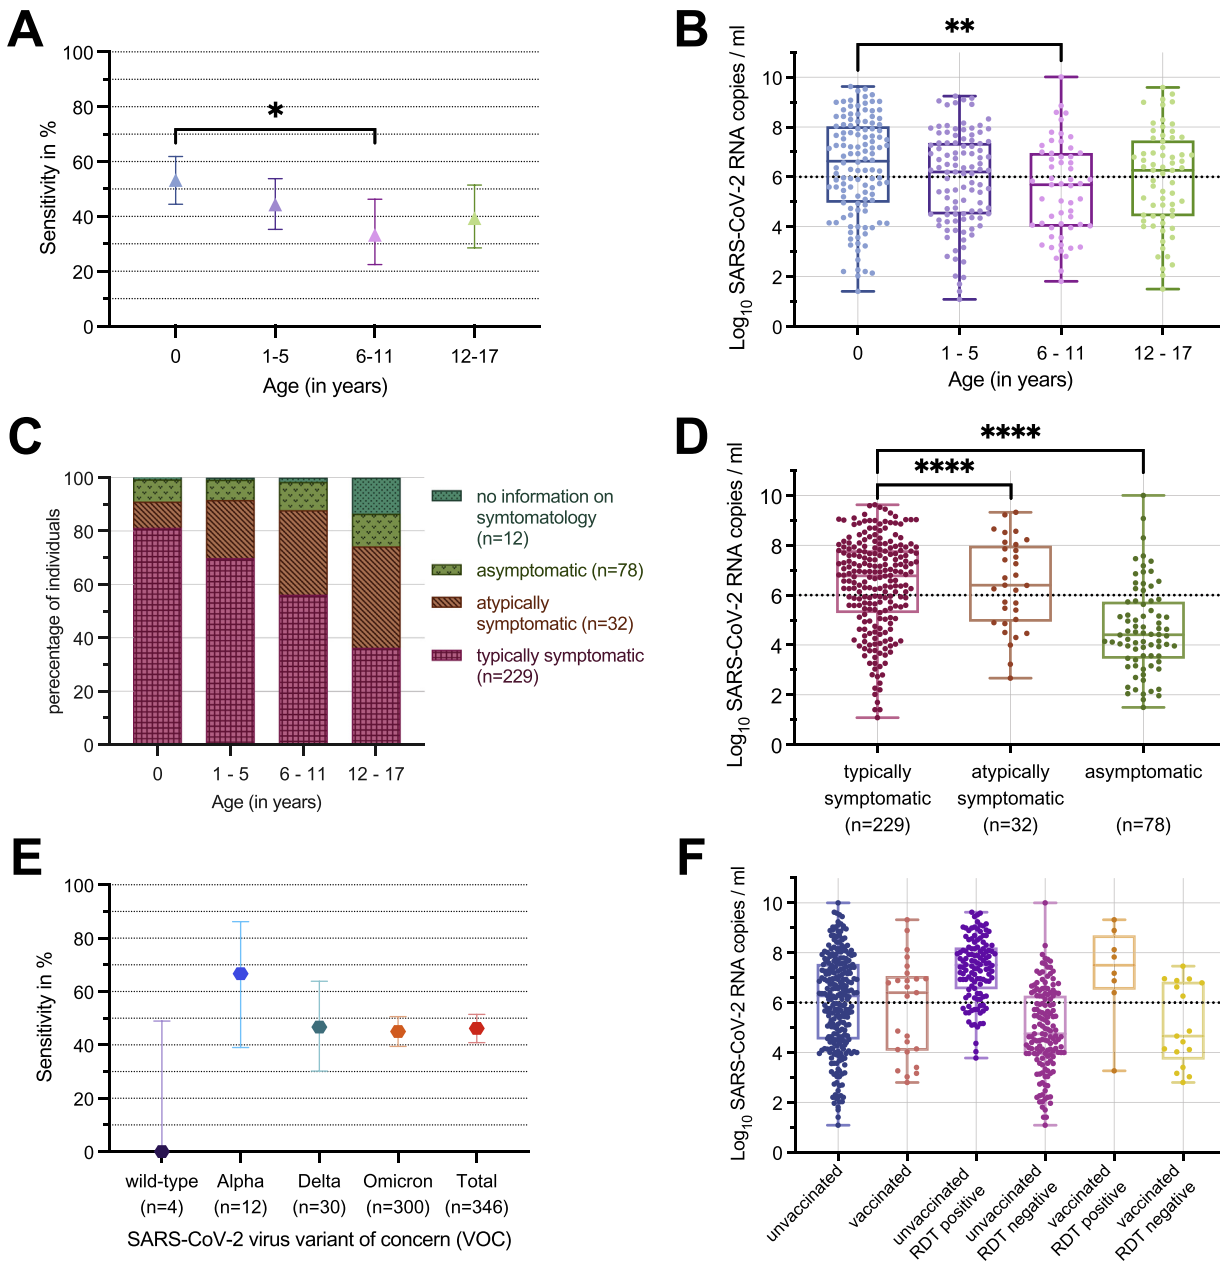 A
100
80
60
40
20
0
Sensitivity in %
*
0 1-5 6-11 12-17
Age (in years)
B
Log10 SARS-CoV-2 RNA copies / ml
10
8
6
4
2
0
**
0 1 - 5 6 - 11 12 - 17
Age (in years)
C
perecentage of individuals
100
80
60
40
20
0
0 1 - 5 6 - 11 12 - 17
Age (in years)
no information on
symtomatology
(n=12)
asymptomatic (n=78)
atypically
symptomatic (n=32)
typically symptomatic
(n=229)
D
Log10 SARS-CoV-2 RNA copies / ml
10
8
6
4
2
0
****
****
typically
symptomatic
(n=229)
atypically
symptomatic
(n=32)
asymptomatic
(n=78)
E
Sensitivity in %
100
80
60
40
20
0
wild-type Alpha Delta Omicron Total
(n=4) (n=12) (n=30) (n=300) (n=346)
SARS-CoV-2 virus variant of concern (VOC)
F
Log10 SARS-CoV-2 RNA copies / ml
10
8
6
4
2
0
unvaccinated
vaccinated
unvaccinated
RDT positive
unvaccinated
RDT negative
vaccinated
RDT positive
vaccinated
RDT negative